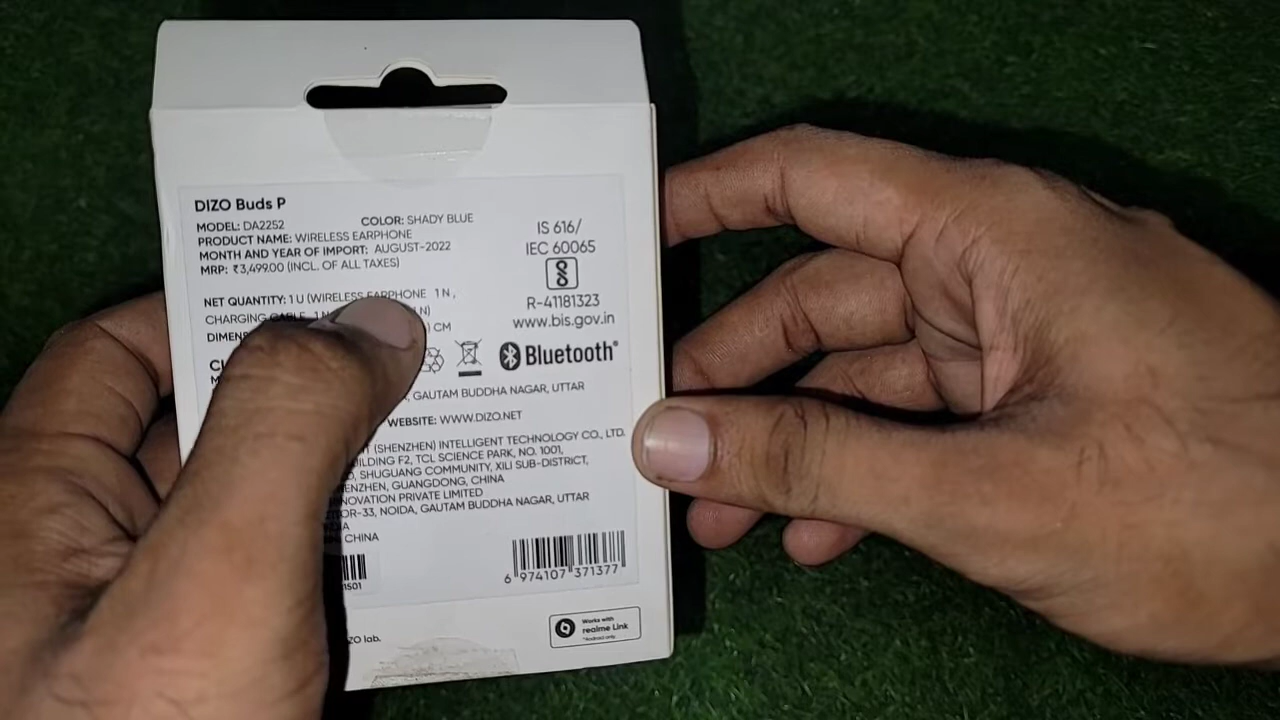 DIZO Buds P
MODEL: DA2252 COLOR: SHADY BLUE
PRODUCT NAME: WIRELESS EARPHONE
MONTH AND YEAR OF IMPORT: AUGUST-2022
MRP: ₹3,499.00 (INCL. OF ALL TAXES)
NET QUANTITY: 1 U (WIRELESS EARPHONE 1 N,
CHARGING CABLE 1 N
CM
IS 616/
IEC 60065
R-41181323
www.bis.gov.in
Bluetooth®
GAUTAM BUDDHA NAGAR, UTTAR
WEBSITE: WWW.DIZO.NET
(SHENZHEN) INTELLIGENT TECHNOLOGY CO., LTD.
F2, TCL SCIENCE PARK, NO. 1001,
SHUGUANG COMMUNITY, XILI SUB-DISTRICT,
GUANGDONG, CHINA
PRIVATE LIMITED
NOIDA, GAUTAM BUDDHA NAGAR, UTTAR
CHINA
6 974107 371377
lab.
Works with
realme Link
*Android only